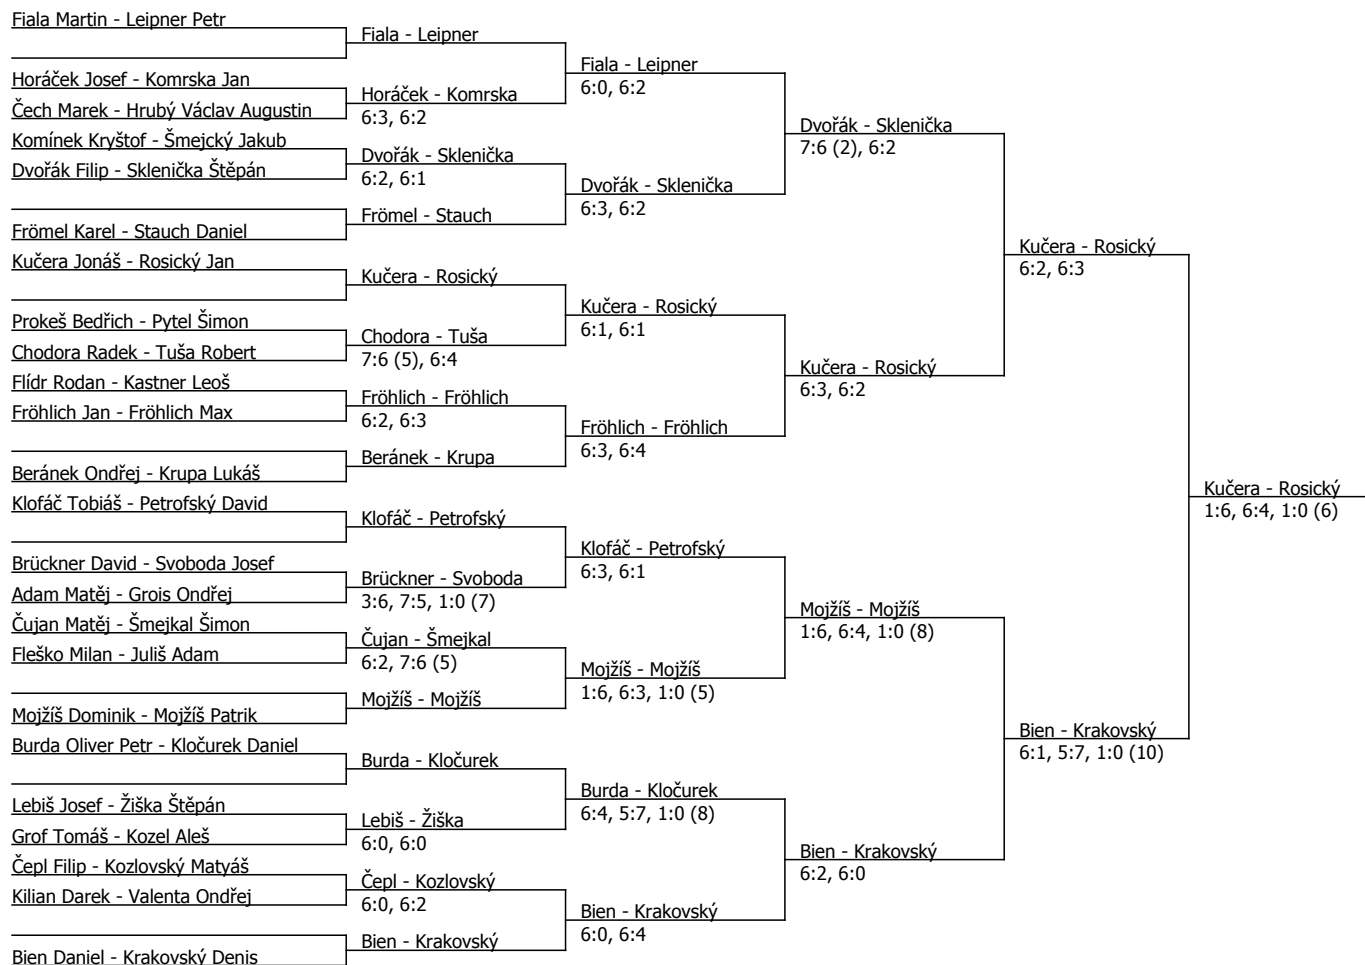 Fiala Martin - Leipner Petr
Horáček Josef - Komrska Jan
Čech Marek - Hrubý Václav Augustin
Komínek Kryštof - Šmejcký Jakub
Dvořák Filip - Sklenička Štěpán
Frömel Karel - Stauch Daniel
Kučera Jonáš - Rosický Jan
Prokeš Bedřich - Pytel Šimon
Chodora Radek - Tuša Robert
Flídr Rodan - Kastner Leoš
Fröhlich Jan - Fröhlich Max
Beránek Ondřej - Krupa Lukáš
Klofáč Tobiáš - Petrofský David
Brückner David - Svoboda Josef
Adam Matěj - Grois Ondřej
Čujan Matěj - Šmejkal Šimon
Fleško Milan - Juliš Adam
Mojžíš Dominik - Mojžíš Patrik
Burda Oliver Petr - Kločurek Daniel
Lebiš Josef - Žiška Štěpán
Grof Tomáš - Kozel Aleš
Čepl Filip - Kozlovský Matyáš
Kilian Darek - Valenta Ondřej
Bien Daniel - Krakovský Denis
Fiala - Leipner
Horáček - Komrska
6:3, 6:2
Dvořák - Sklenička
6:2, 6:1
Frömel - Stauch
Kučera - Rosický
Chodora - Tuša
7:6 (5), 6:4
Fröhlich - Fröhlich
6:2, 6:3
Beránek - Krupa
Klofáč - Petrofský
Brückner - Svoboda
3:6, 7:5, 1:0 (7)
Čujan - Šmejkal
6:2, 7:6 (5)
Mojžíš - Mojžíš
Burda - Kločurek
Lebiš - Žiška
6:0, 6:0
Čepl - Kozlovský
6:0, 6:2
Bien - Krakovský
Fiala - Leipner
6:0, 6:2
Dvořák - Sklenička
6:3, 6:2
Kučera - Rosický
6:1, 6:1
Fröhlich - Fröhlich
6:3, 6:4
Klofáč - Petrofský
6:3, 6:1
Mojžíš - Mojžíš
1:6, 6:3, 1:0 (5)
Burda - Kločurek
6:4, 5:7, 1:0 (8)
Bien - Krakovský
6:0, 6:4
Dvořák - Sklenička
7:6 (2), 6:2
Kučera - Rosický
6:3, 6:2
Mojžíš - Mojžíš
1:6, 6:4, 1:0 (8)
Bien - Krakovský
6:2, 6:0
Kučera - Rosický
6:2, 6:3
Bien - Krakovský
6:1, 5:7, 1:0 (10)
Kučera - Rosický
1:6, 6:4, 1:0 (6)